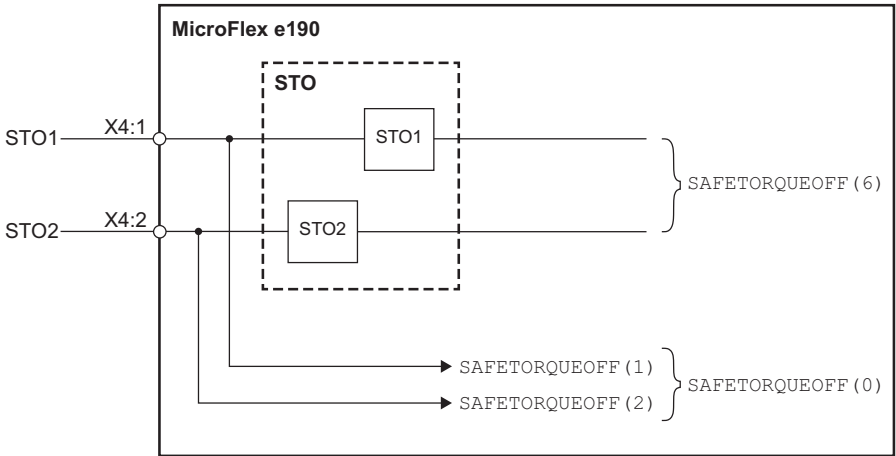 MicroFlex e190
STO
STO1 X4:1 STO1
SAFETORQUEOFF(6)
STO2 X4:2 STO2
SAFETORQUEOFF(1)
SAFETORQUEOFF(0)
SAFETORQUEOFF(2)